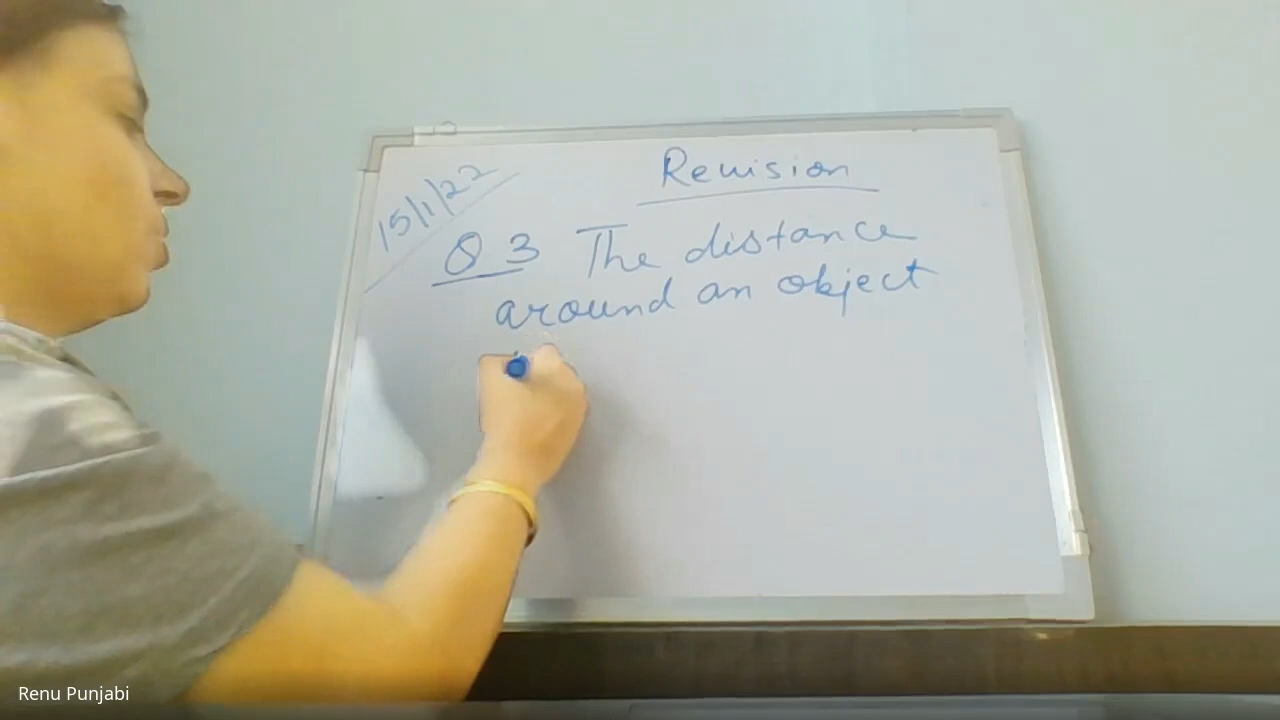 15/1/22
Revision
Q 3 The distance
around an object
Renu Punjabi